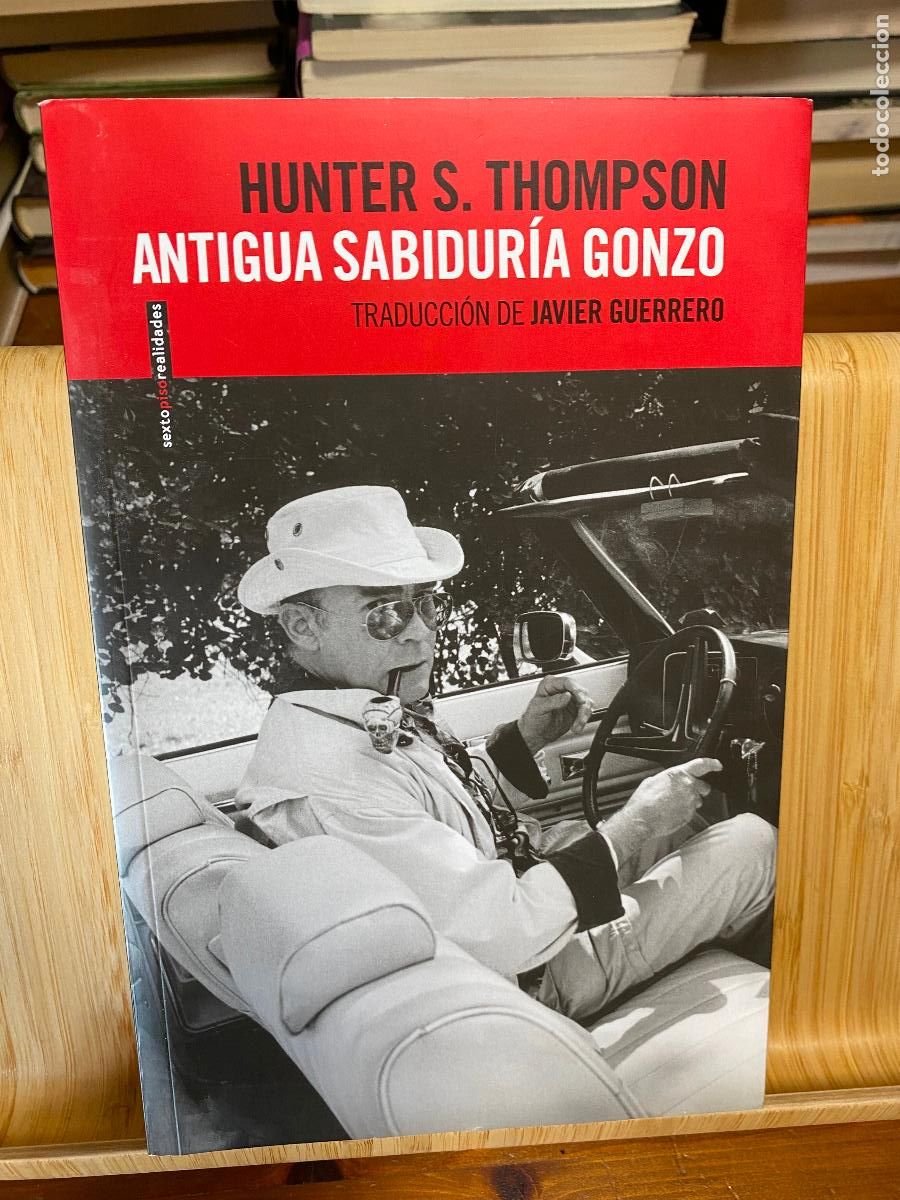 HUNTER S. THOMPSON
ANTIGUA SABIDURÍA GONZO
TRADUCCIÓN DE JAVIER GUERRERO
sextopisorealidades
todocoleccion